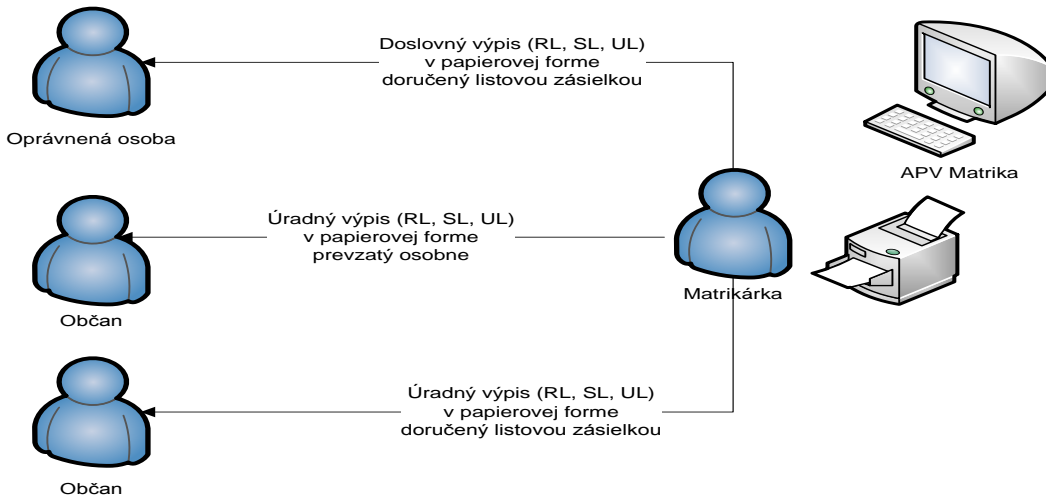 Doslovný výpis (RL, SL, UL)
v papierovej forme
doručený listovou zásielkou
Oprávnená osoba
APV Matrika
Úradný výpis (RL, SL, UL)
v papierovej forme
prevzatý osobne
Matrikárka
Občan
Úradný výpis (RL, SL, UL)
v papierovej forme
doručený listovou zásielkou
Občan